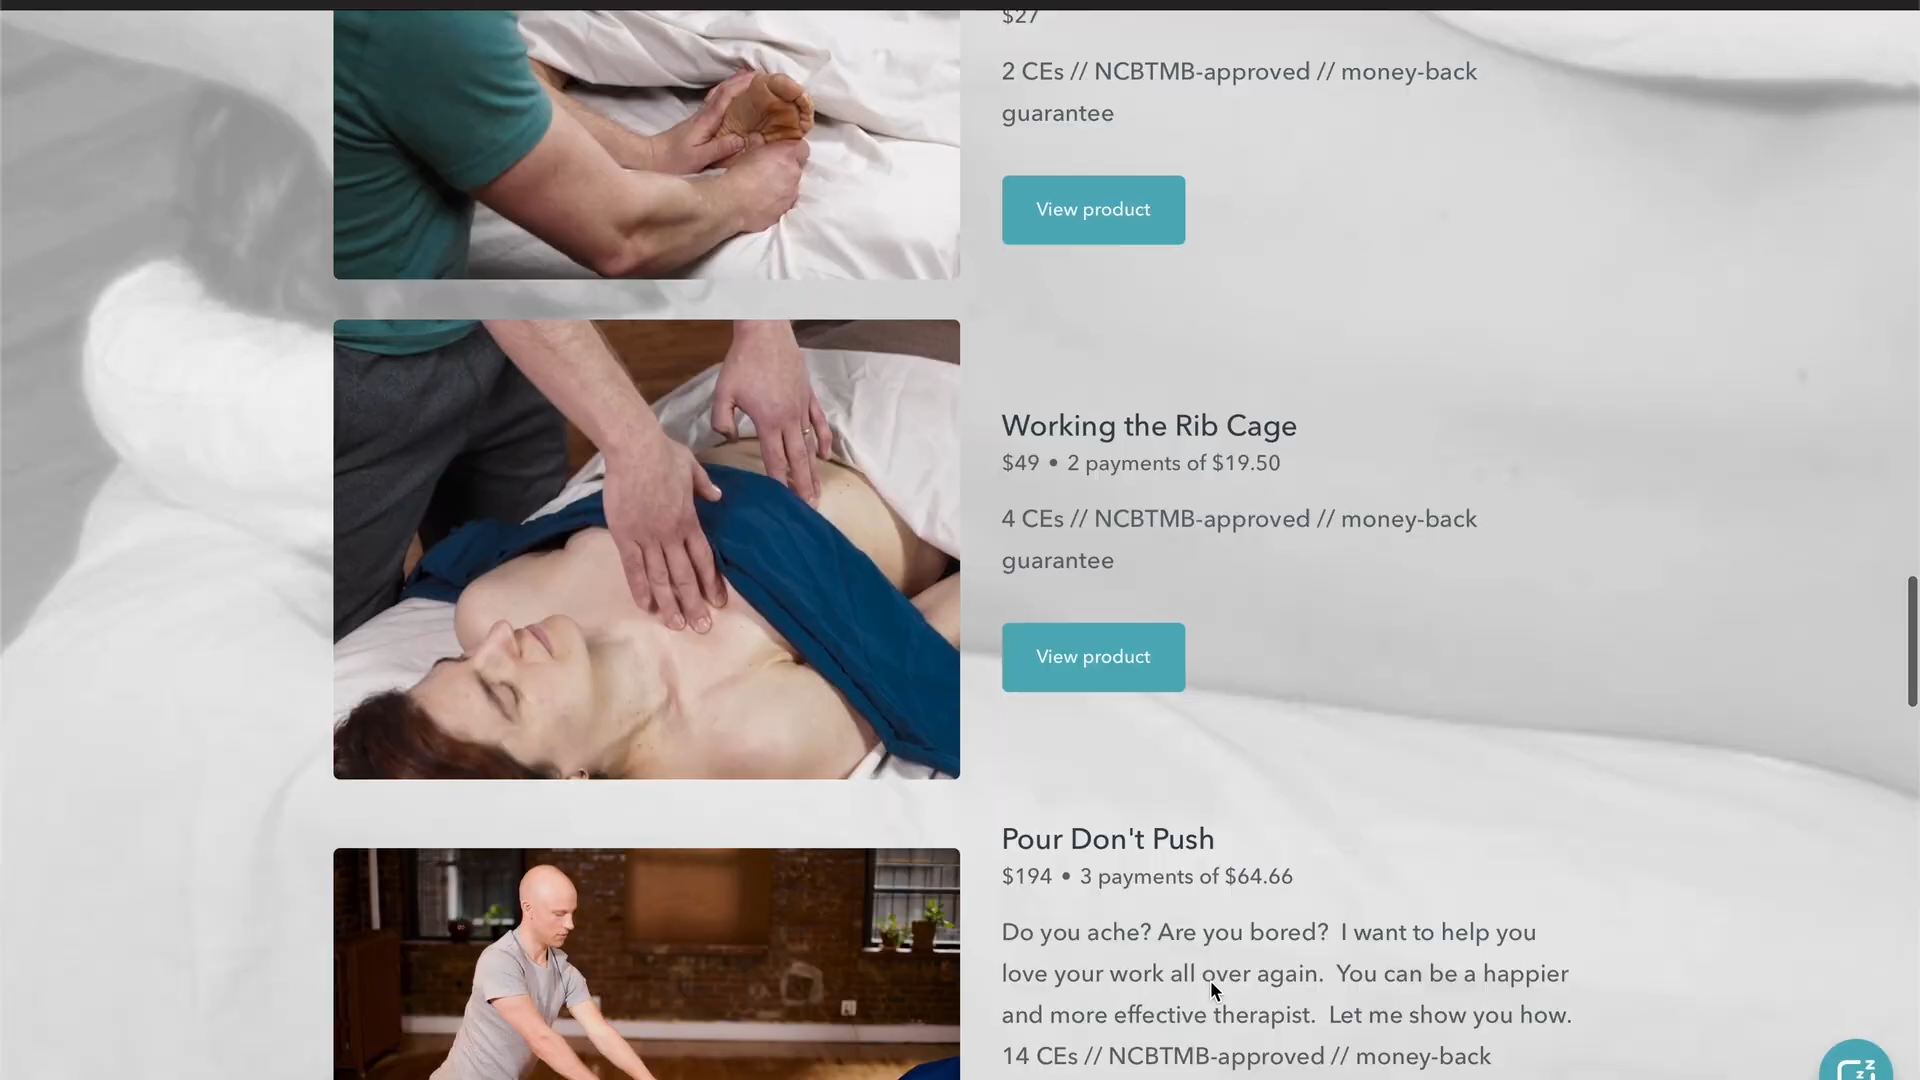 $27
2 CEs // NCBTMB-approved // money-back
guarantee
View product
Working the Rib Cage
$49 • 2 payments of $19.50
4 CEs // NCBTMB-approved // money-back
guarantee
View product
Pour Don't Push
$194 • 3 payments of $64.66
Do you ache? Are you bored?  I want to help you
love your work all over again.  You can be a happier
and more effective therapist.  Let me show you how.
14 CEs // NCBTMB-approved // money-back